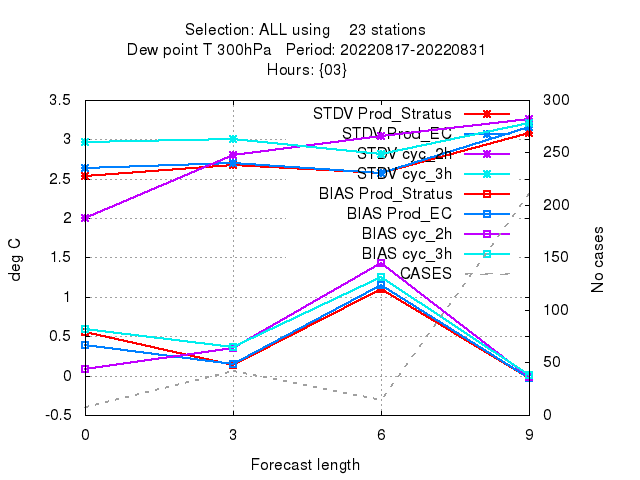 Selection: ALL using 23 stations
Dew point T 300hPa Period: 20220817-20220831
Hours: {03}
3.5
3
2.5
2
1.5
1
0.5
0
-0.5
deg C
STDV Prod_Stratus
STDV Prod_EC
STDV cyc_2h
STDV cyc_3h
BIAS Prod_Stratus
BIAS Prod_EC
BIAS cyc_2h
BIAS cyc_3h
CASES
300
250
200
150
100
50
0
No cases
0 3 6 9
Forecast length